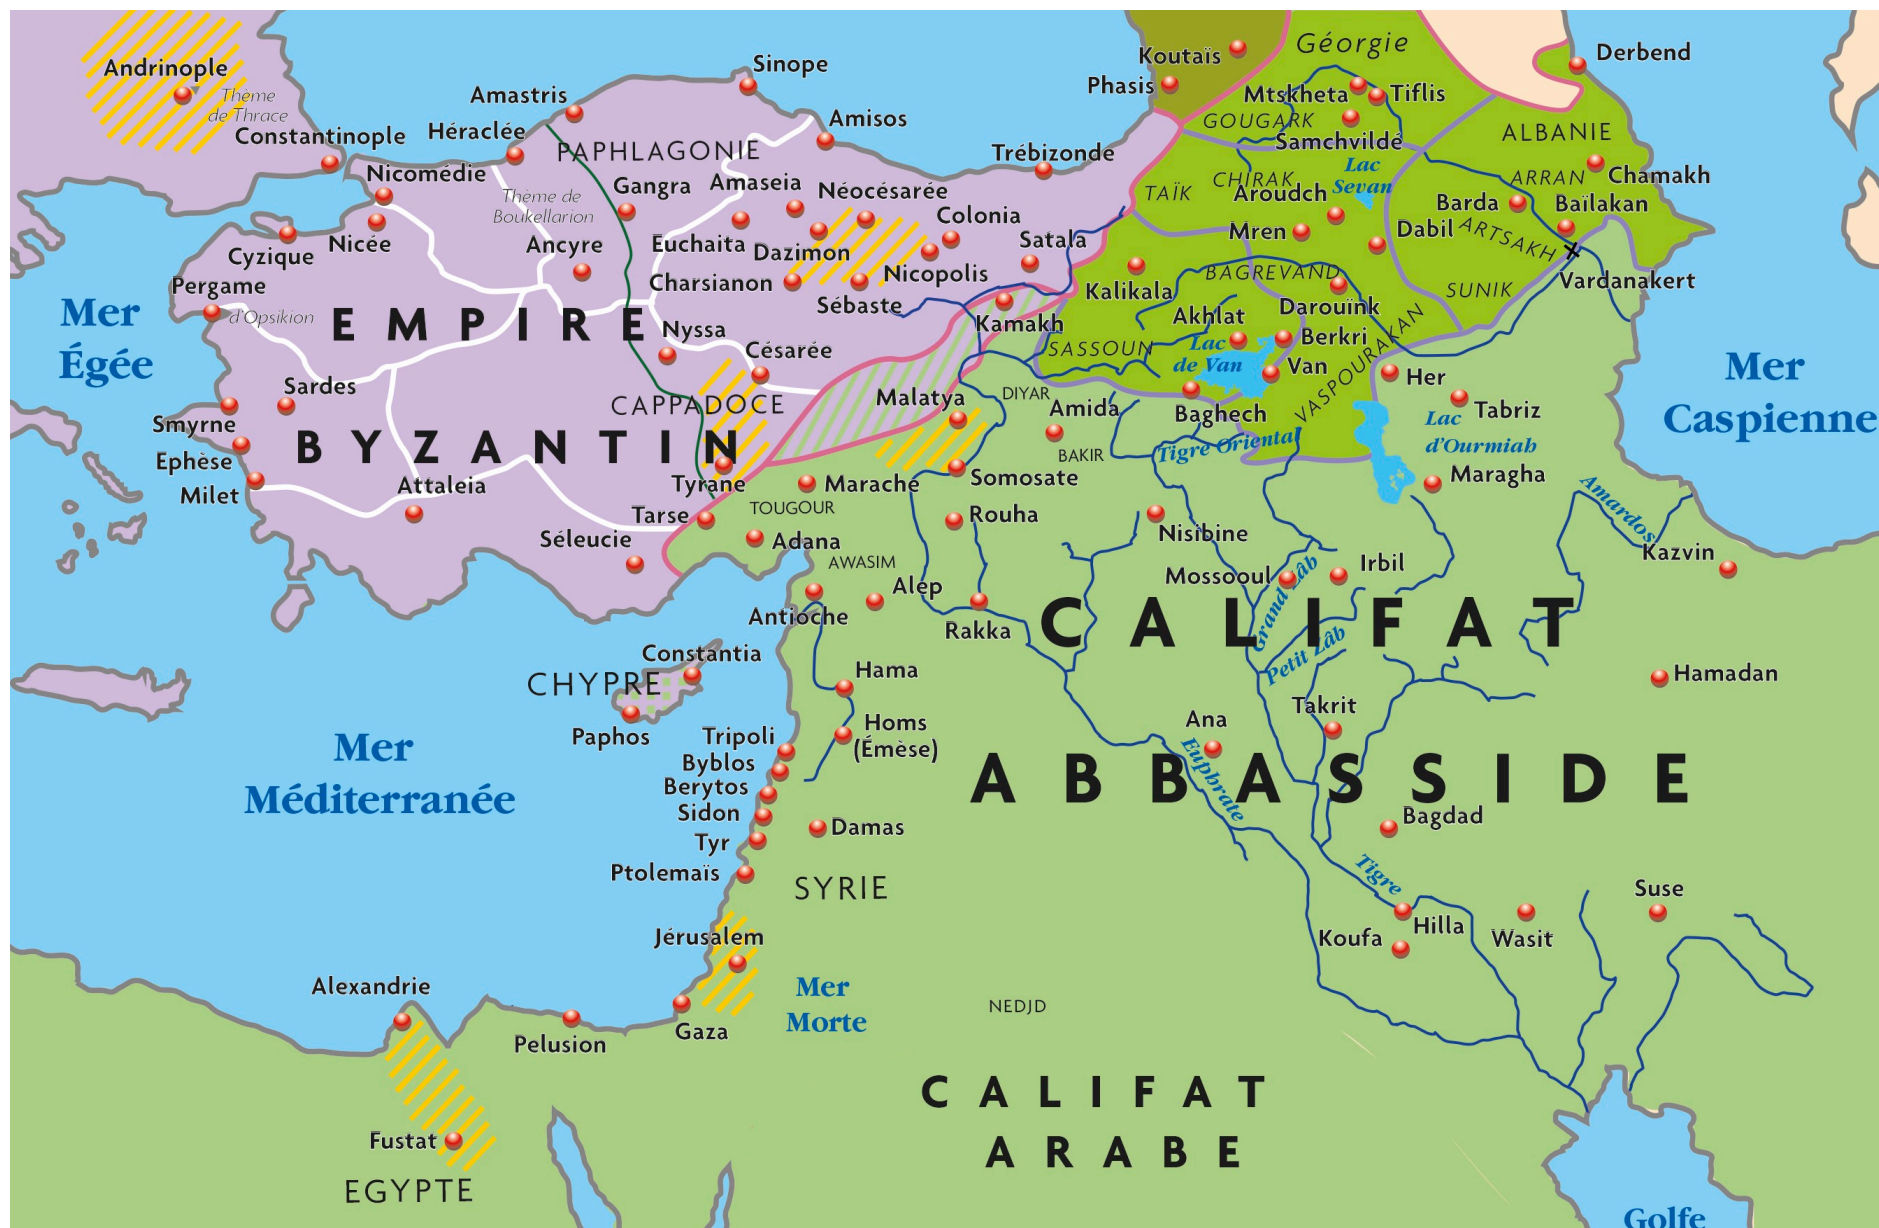 Andrinople
Thème
de Thrace
Constantinople
Nicomédie
Nicée
Cyzique
Pergame
d'Opsikion
Héraclée
Amastris
Sinope
Amisos
PAPHLAGONIE
Thème de
Boukellarion
Gangra
Amaseia
Néocésarée
Ancyre
Euchaita
Dazimon
Colonia
Charsianon
Sébaste
Nicopolis
Satala
Trébizonde
Koutaïs
Phasis
Géorgie
Mtskheta
Tiflis
GOUGARK
Samchvildé
Derbend
ALBANIE
ARRAN
Chamakh
Barda
Baïlakan
TAÏK
CHIRAK
Aroudch
Lac
Sevan
Mren
Dabil
ARTSAKH
Vardanakert
BAGREVAND
SUNIK
Kalikala
Darouïnk
Akhlat
Berkri
Lac
de Van
Van
VASPOURAKAN
SASSOUN
Kamakh
Mer
Égée
EMPIRE
BYZANTIN
Nyssa
Césarée
CAPPADOCE
Sardes
Smyrne
Ephèse
Milet
Attaleia
Tyrane
Tarse
Séleucie
Malatya
DIYAR
Amida
BAKIR
Baghech
Tigre Oriental
Her
Tabriz
Lac
d'Ourmiah
Maragha
Mer
Caspienne
Marache
Somosate
TOUGOUR
Adana
Rouha
AWASIM
Alep
Antioche
Rakka
Nisibine
Mossooul
Irbil
Grand Zâb
Petit Zâb
Amardos
Kazvin
CALIFAT
ABBASSIDE
Hamadan
Constantia
CHYPRE
Paphos
Hama
Homs
(Émèse)
Tripoli
Byblos
Berytos
Sidon
Tyr
Ptolemaïs
Damas
SYRIE
Ana
Takrit
Euphrate
Bagdad
Tigre
Hilla
Koufa
Wasit
Suse
Mer
Méditerranée
Jérusalem
Mer
Morte
Gaza
Alexandrie
Pelusion
Fustat
EGYPTE
NEDJD
CALIFAT
ARABE
Golfe